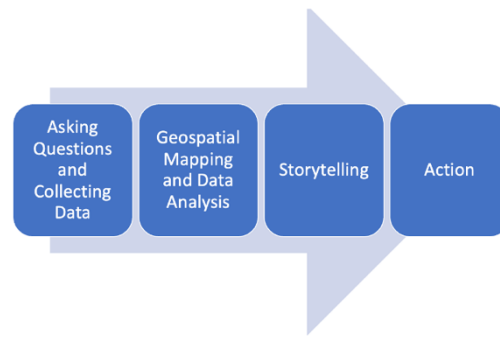 Asking
Questions
and
Collecting
Data
Geospatial
Mapping
and Data
Analysis
Storytelling
Action